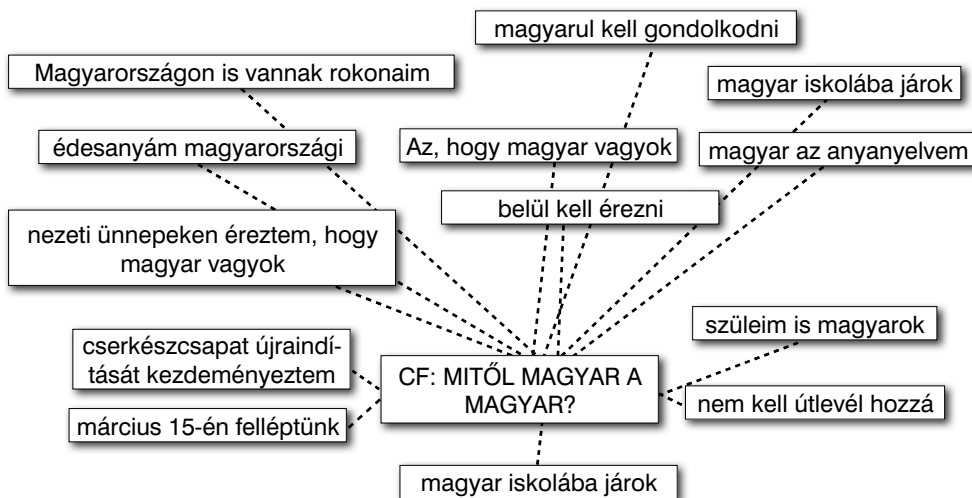 magyarul kell gondolkodni
Magyarországon is vannak rokonaim
magyar iskolába járok
édesanyám magyarországi
Az, hogy magyar vagyok
magyar az anyanyelvem
belül kell érezni
nezeti ünnepeken éreztem, hogy
magyar vagyok
szüleim is magyarok
cserkészcsapat újraindí-
tását kezdeményeztem
CF: MITŐL MAGYAR A
MAGYAR?
nem kell útlevél hozzá
március 15-én felléptünk
magyar iskolába járok